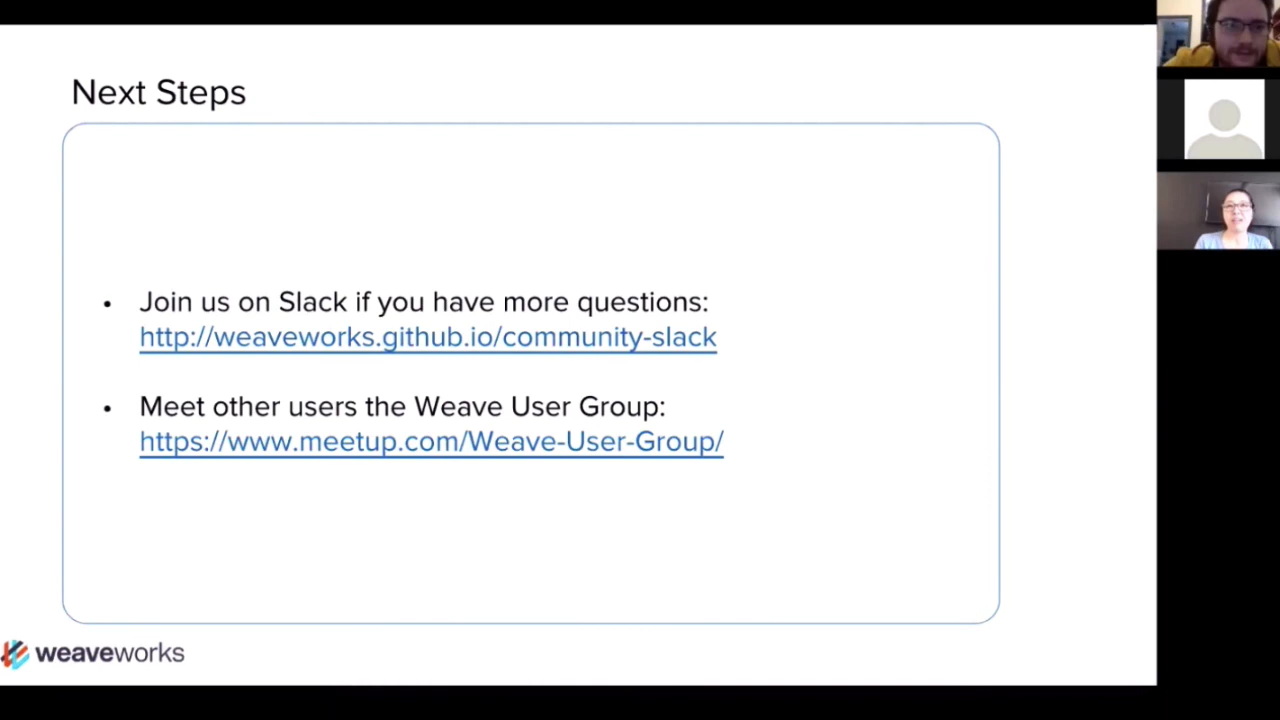 Next Steps
• Join us on Slack if you have more questions:
http://weaveworks.github.io/community-slack
• Meet other users the Weave User Group:
https://www.meetup.com/Weave-User-Group/
weaveworks